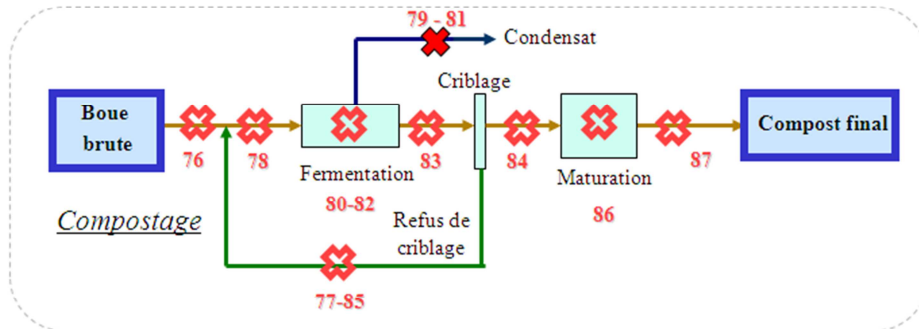 79 - 81
Condensat
Criblage
Boue
brute
Compost final
76
78
83
84
87
Fermentation
Maturation
80-82
86
Compostage
Refus de
criblage
77-85